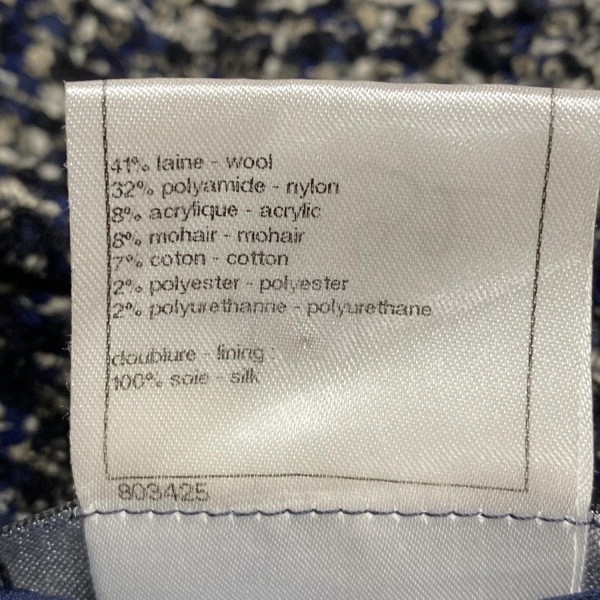 41% laine - wool
32% polyamide - nylon
8% acrylique - acrylic
8% mohair - mohair
7% coton - cotton
2% polyester - polyester
2% polyurethanne - polyurethane
doublure - lining :
100% soie - silk
803425